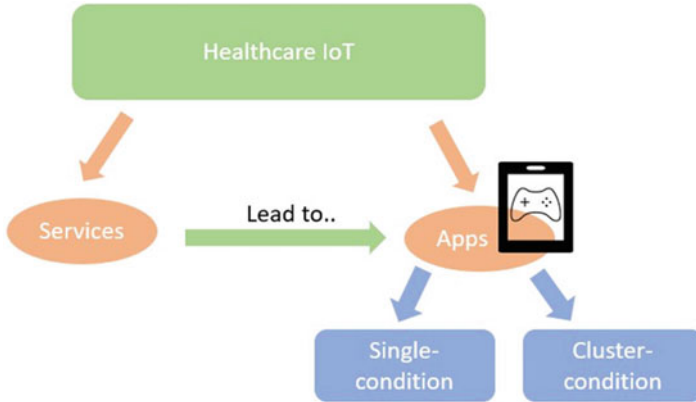 Healthcare IoT
Services
Lead to..
Apps
Single-
condition
Cluster-
condition